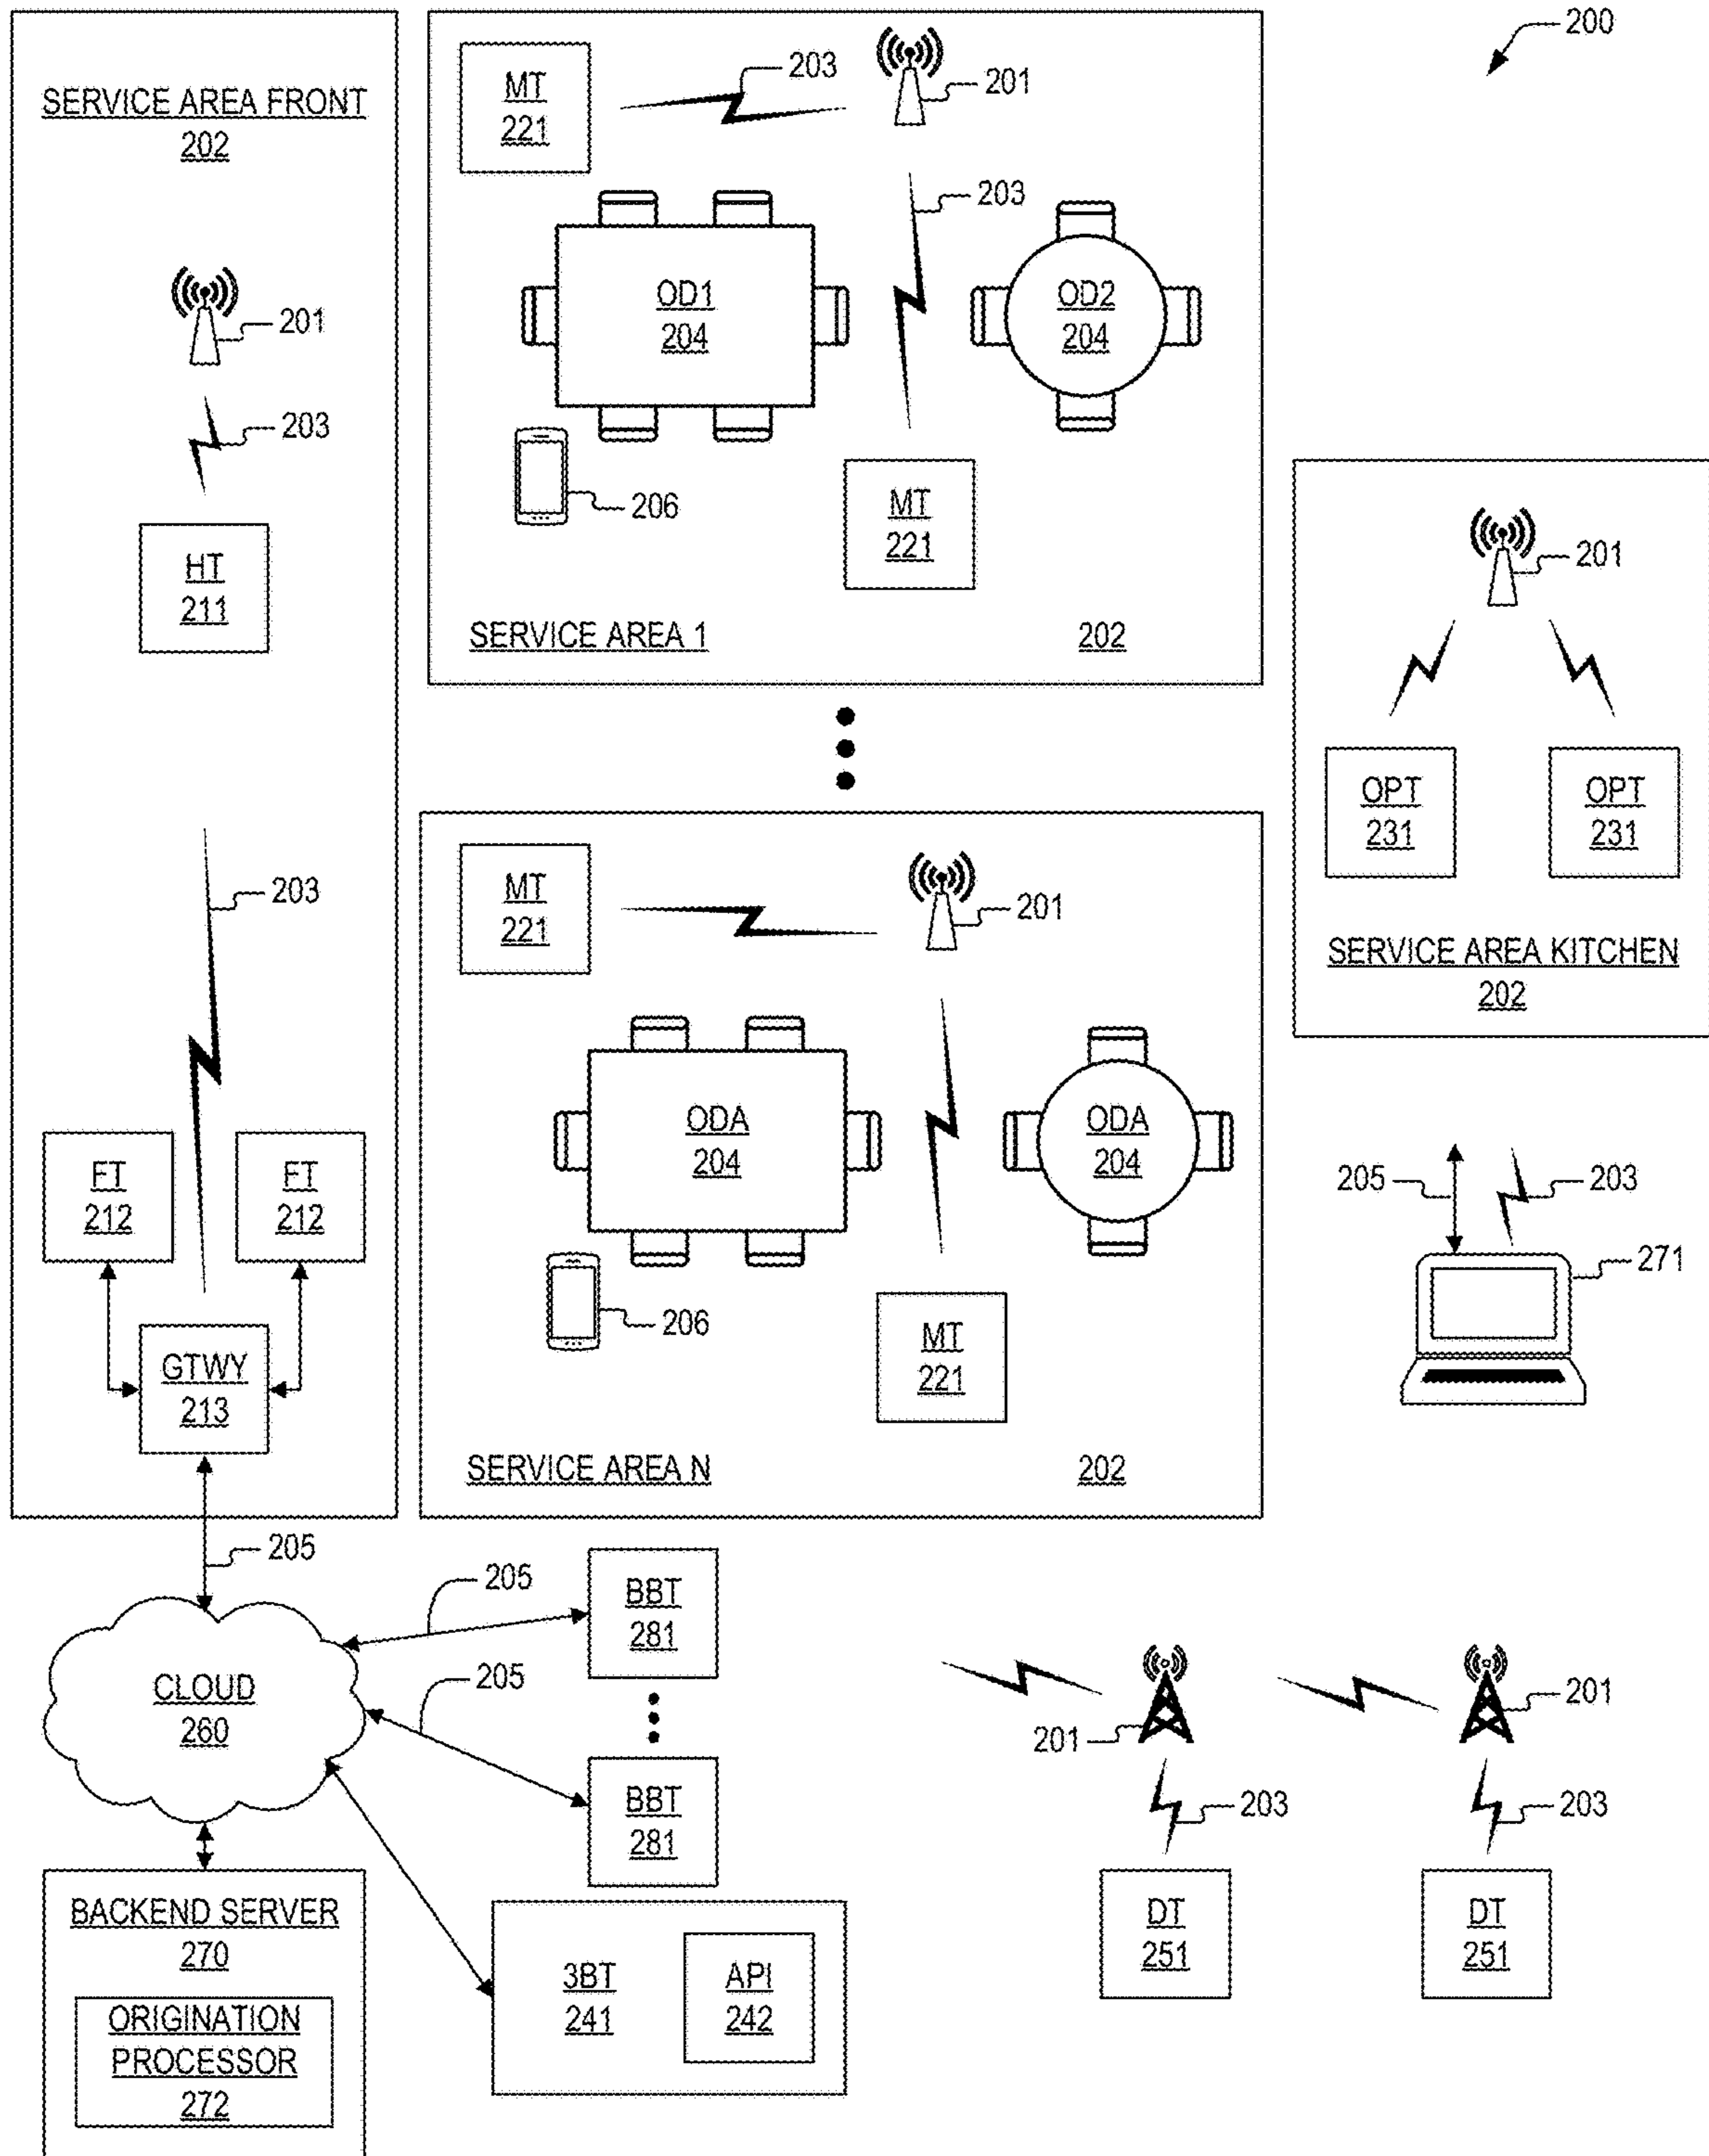 200
SERVICE AREA FRONT
202
201
203
HT
211
203
FT
212
FT
212
GTWY
213
205
MT
221
203
201
203
OD1
204
OD2
204
206
MT
221
SERVICE AREA 1
202
MT
221
201
ODA
204
ODA
204
206
MT
221
SERVICE AREA N
202
201
OPT
231
OPT
231
SERVICE AREA KITCHEN
202
205
203
271
CLOUD
260
205
BBT
281
205
BBT
281
BACKEND SERVER
270
ORIGINATION
PROCESSOR
272
3BT
241
API
242
201
201
203
203
DT
251
DT
251